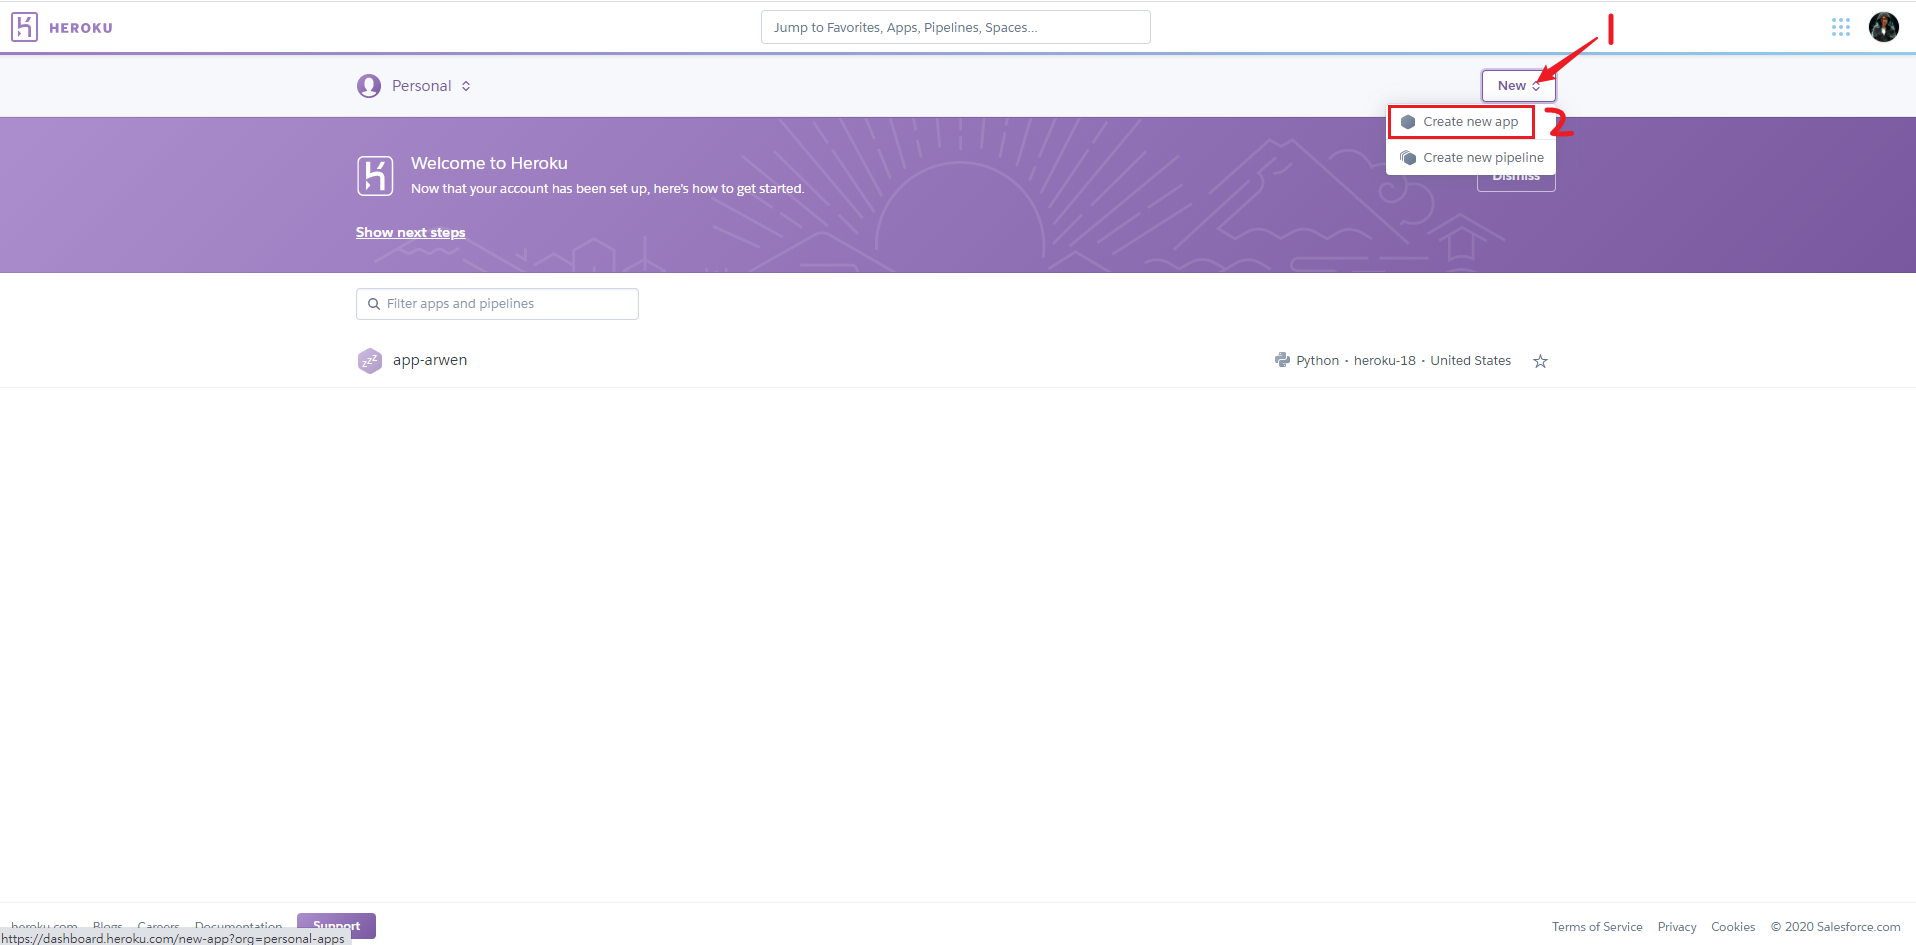 HEROKU
Jump to Favorites, Apps, Pipelines, Spaces...
1
Personal
New
Create new app
2
Create new pipeline
Dismiss
Welcome to Heroku
Now that your account has been set up, here's how to get started.
Show next steps
Filter apps and pipelines
zzz
app-arwen
Python • heroku-18 • United States
heroku.com Blogs Careers Documentation Support
Terms of Service Privacy Cookies © 2020 Salesforce.com
https://dashboard.heroku.com/new-app?org=personal-apps